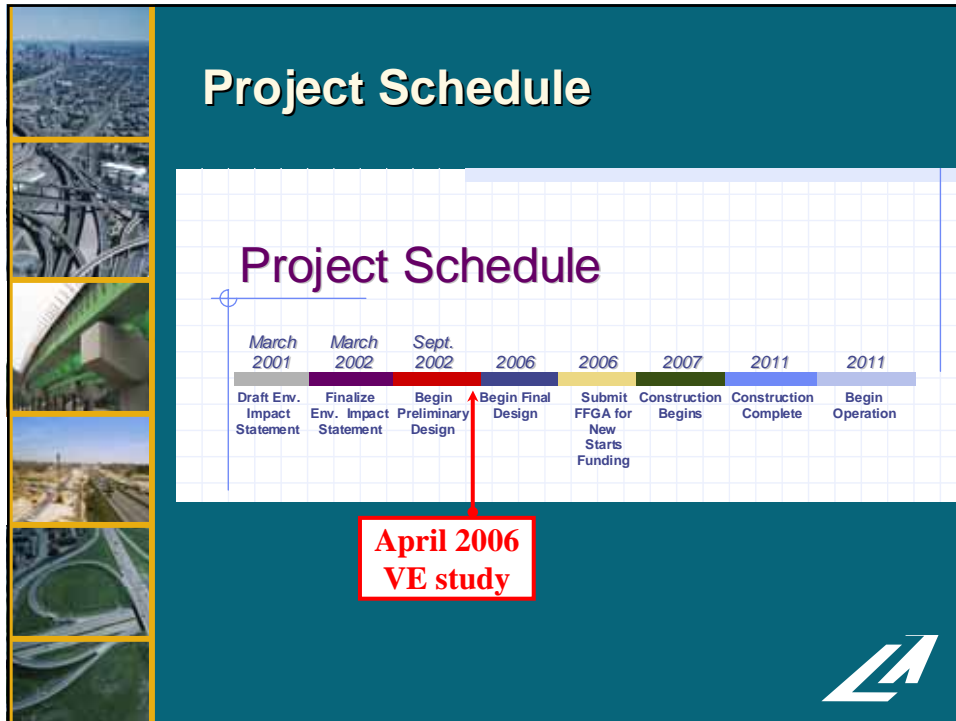 Project Schedule
Project Schedule
March March Sept.
2001 2002 2002 2006 2006 2007 2011 2011
Draft Env. Finalize Begin Begin Final Submit Construction Construction Begin
Impact Env. Impact Preliminary Design FFGA for Begins Complete Operation
Statement Statement Design New
Starts
Funding
April 2006
VE study